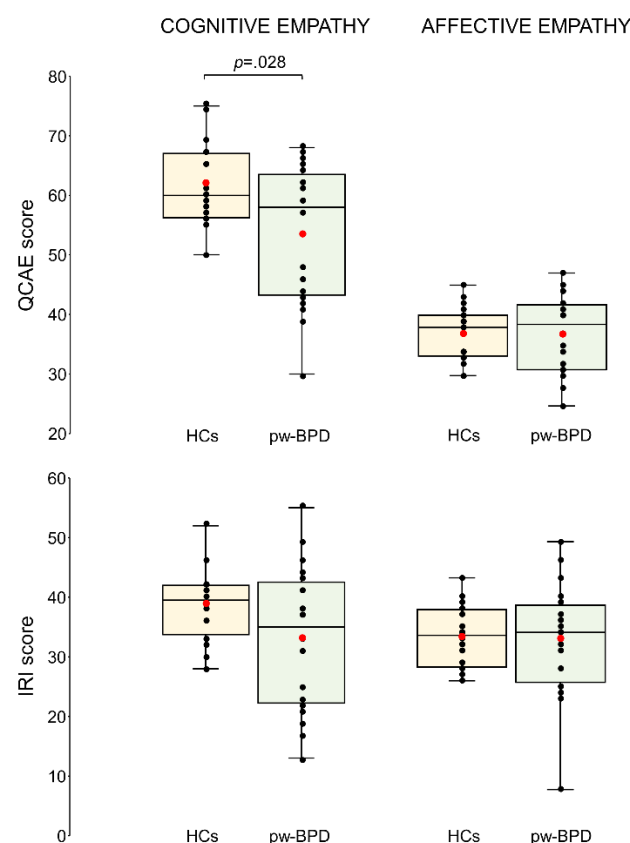 COGNITIVE EMPATHY
AFFECTIVE EMPATHY
p=.028
QCAE score
80
70
60
50
40
30
20
HCs
pw-BPD
HCs
pw-BPD
IRI score
60
50
40
30
20
10
0
HCs
pw-BPD
HCs
pw-BPD